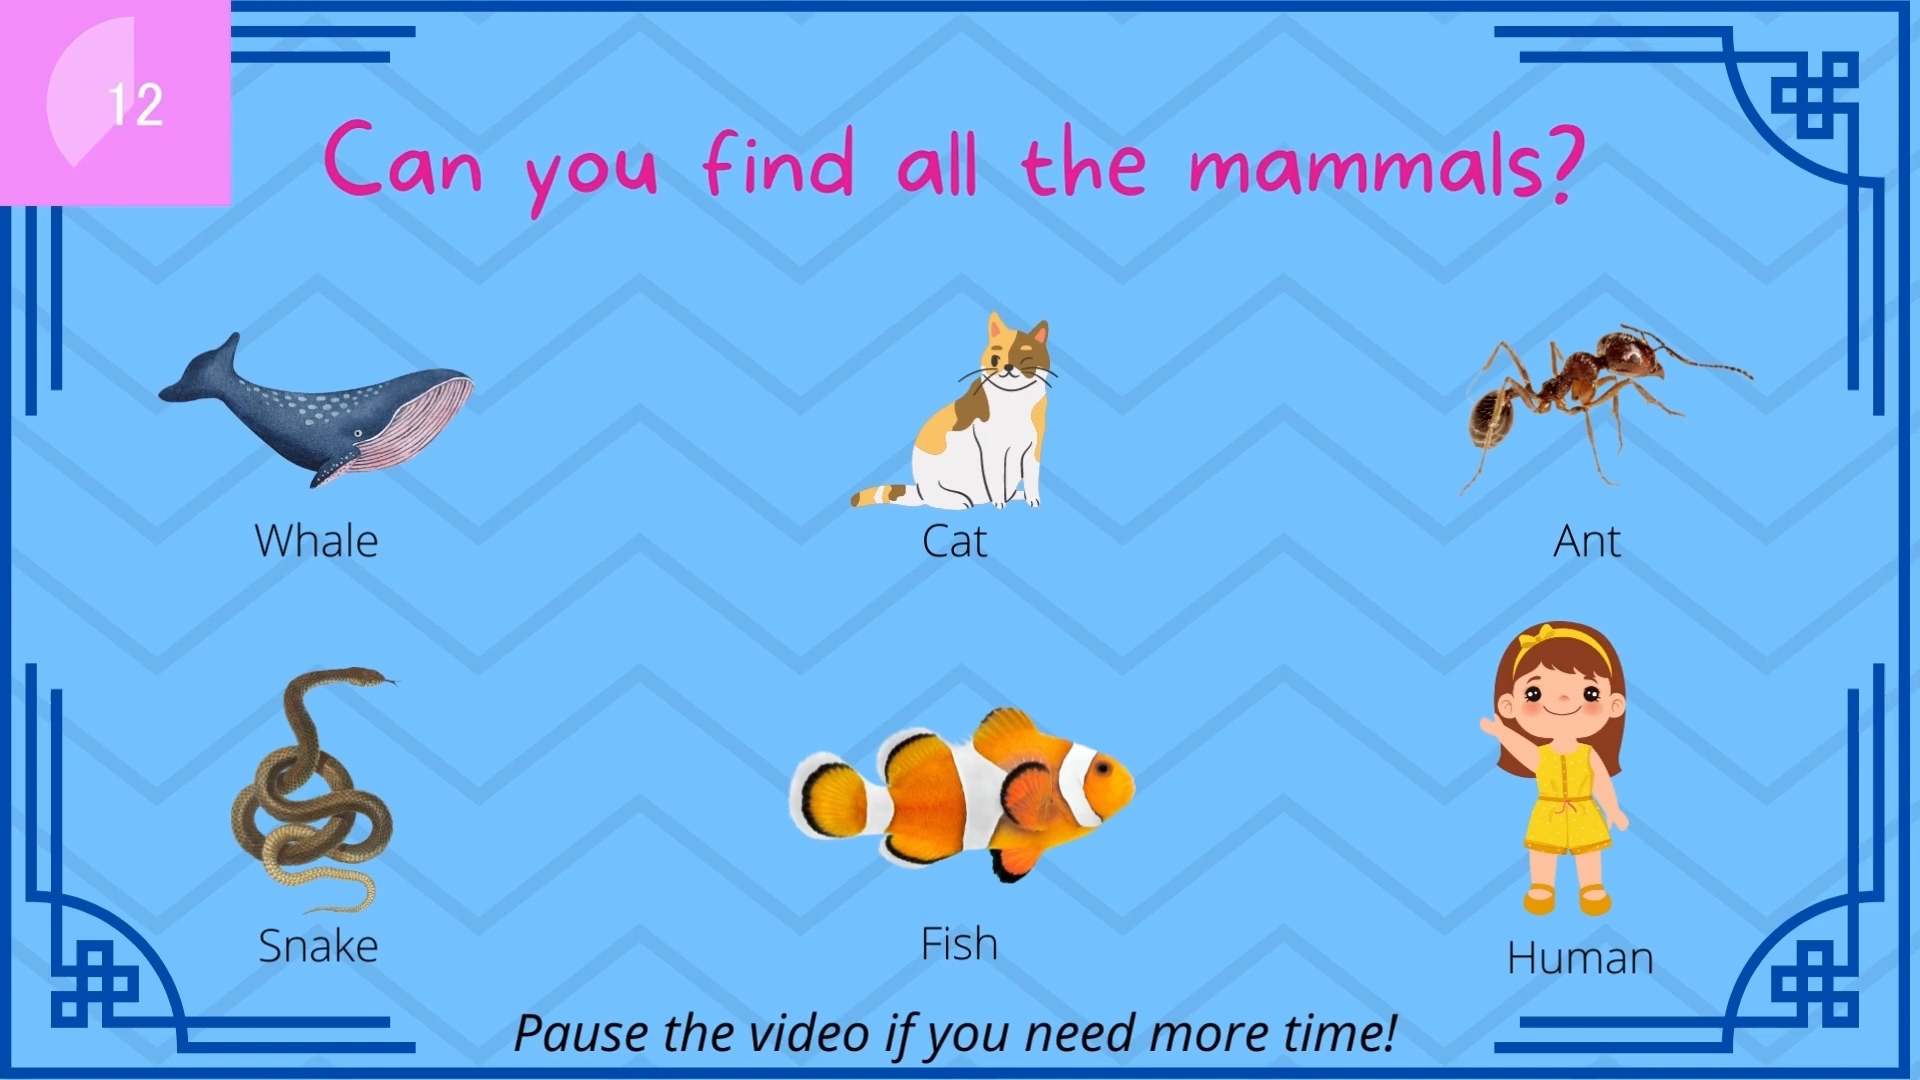 12
Can you find all the mammals?
Whale
Cat
Ant
Snake
Fish
Human
Pause the video if you need more time!